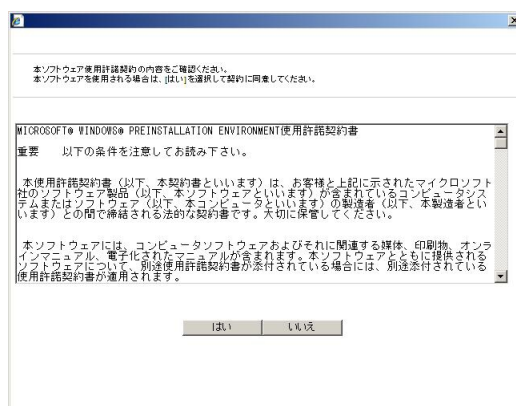 本ソフトウェア使用許諾契約の内容をご確認ください。
本ソフトウェアを使用される場合は、[はい]を選択して契約に同意してください。
MICROSOFT® WINDOWS® PREINSTALLATION ENVIRONMENT使用許諾契約書
重要　以下の条件を注意してお読み下さい。
本使用許諾契約書（以下、本契約書といいます）は、お客様と上記に示されたマイクロソフト
社のソフトウェア製品（以下、本ソフトウェアといいます）が含まれているコンピュータシス
テムまたはソフトウェア（以下、本コンピュータといいます）の製造者（以下、本製造者とい
います）との間で締結される法的な契約書です。大切に保管してください。
本ソフトウェアには、コンピュータソフトウェアおよびそれに関連する媒体、印刷物、オンラ
インマニュアル、電子化されたマニュアルが含まれます。本ソフトウェアとともに提供される
ソフトウェアについて、別途使用許諾契約書が添付されている場合には、別途添付されている
使用許諾契約書が適用されます。
はい
いいえ